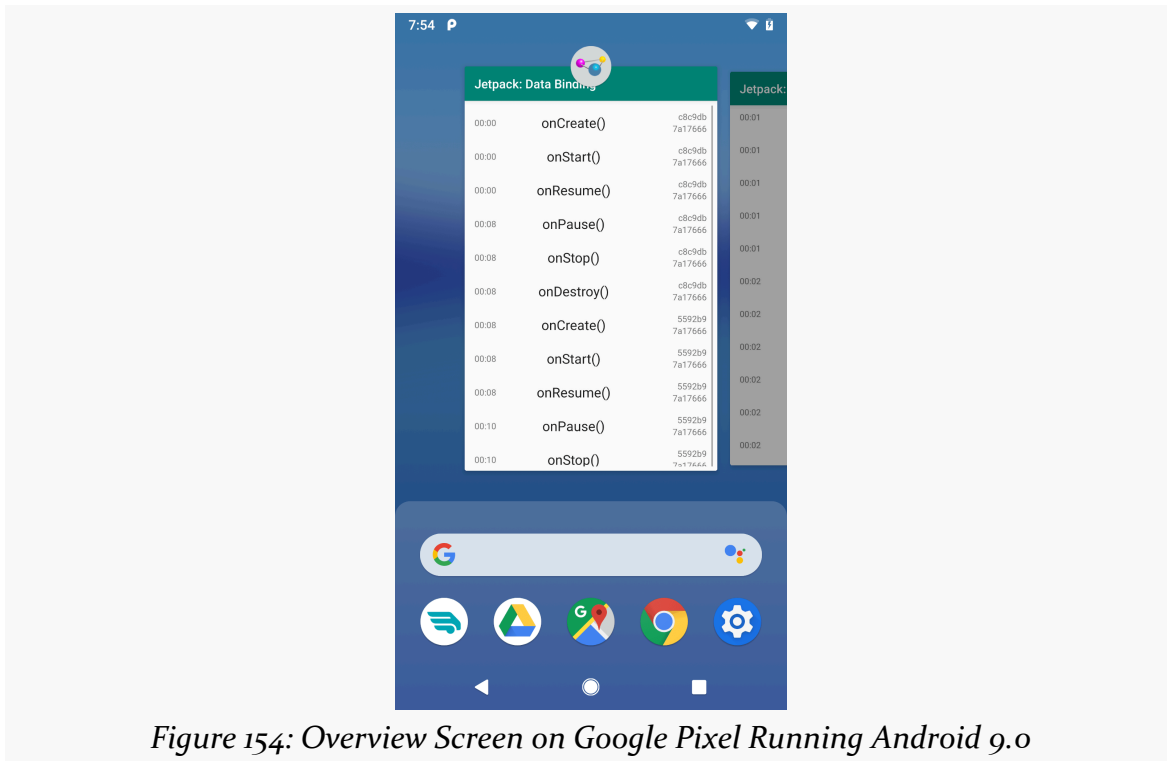 7:54
Jetpack: Data Binding
00:00 onCreate() c8c9db
7a17666
00:00 onStart() c8c9db
7a17666
00:00 onResume() c8c9db
7a17666
00:08 onPause() c8c9db
7a17666
00:08 onStop() c8c9db
7a17666
00:08 onDestroy() c8c9db
7a17666
00:08 onCreate() 5592b9
7a17666
00:08 onStart() 5592b9
7a17666
00:08 onResume() 5592b9
7a17666
00:10 onPause() 5592b9
7a17666
00:10 onStop() 5592b9
7a17666
Jetpack:
00:01
00:01
00:01
00:01
00:01
00:02
00:02
00:02
00:02
00:02
00:02
G
Figure 154: Overview Screen on Google Pixel Running Android 9.0